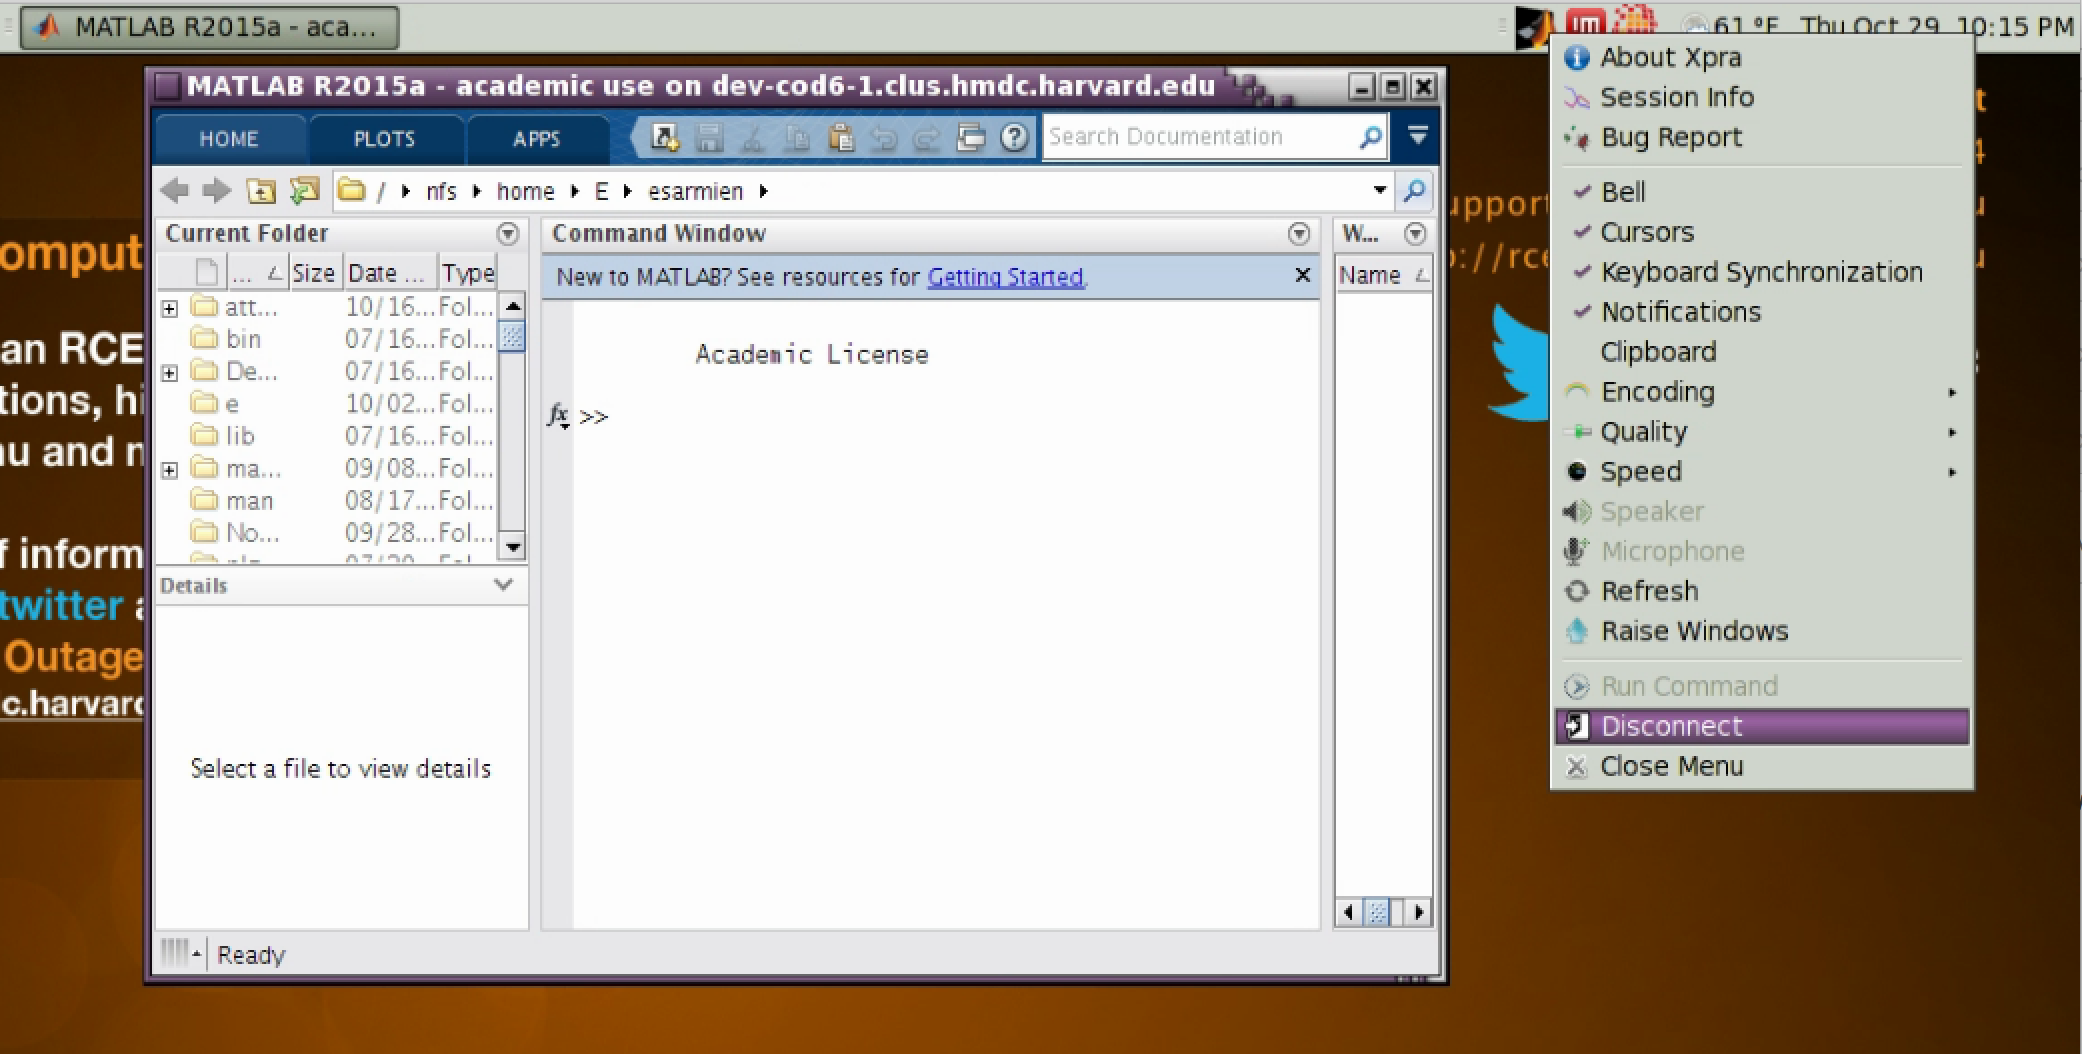 MATLAB R2015a - aca...
61 °F Thu Oct 29, 10:15 PM
MATLAB R2015a - academic use on dev-cod6-1.clus.hmdc.harvard.edu
HOME PLOTS APPS
Search Documentation
/ nfs home E esarmien
Current Folder
... Size Date ... Type
att... 10/16... Fol...
bin 07/16... Fol...
De... 07/16... Fol...
e 10/02... Fol...
lib 07/16... Fol...
ma... 09/08... Fol...
man 08/17... Fol...
No... 09/28... Fol...
Details
Select a file to view details
Ready
Command Window
New to MATLAB? See resources for Getting Started.
Academic License
fx >>
W...
Name
About Xpra
Session Info
Bug Report
Bell
Cursors
Keyboard Synchronization
Notifications
Clipboard
Encoding
Quality
Speed
Speaker
Microphone
Refresh
Raise Windows
Run Command
Disconnect
Close Menu
omput
an RCE
tions, hi
u and m
f inform
twitter a
Outage
c.harvard
upport
://rce